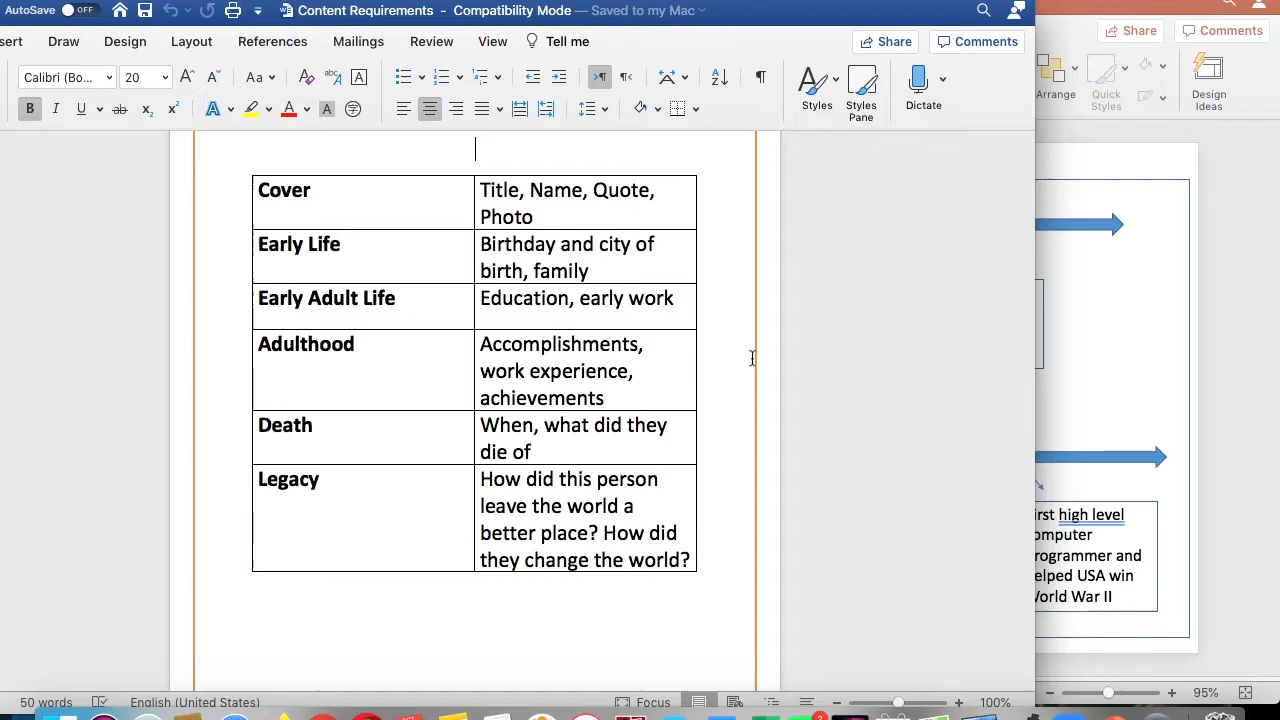 AutoSave OFF Content Requirements - Compatibility Mode — Saved to my Mac
sert Draw Design Layout References Mailings Review View Tell me Share Comments
Share Comments
Calibri (Bo... 20 Aa
Styles Styles Pane Dictate
Arrange Quick Styles Design Ideas
Cover
Title, Name, Quote,
Photo
Early Life
Birthday and city of
birth, family
Early Adult Life
Education, early work
Adulthood
Accomplishments,
work experience,
achievements
Death
When, what did they
die of
Legacy
How did this person
leave the world a
better place? How did
they change the world?
irst high level
omputer
rogrammer and
elped USA win
World War II
50 words English (United States) Focus 100%
95%